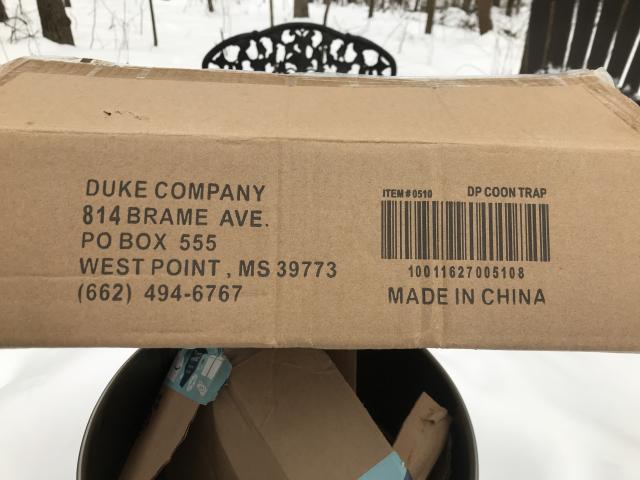 DUKE COMPANY
814 BRAME AVE.
PO BOX 555
WEST POINT, MS 39773
(662) 494-6767
ITEM#0510 DP COON TRAP
10011627005108
MADE IN CHINA